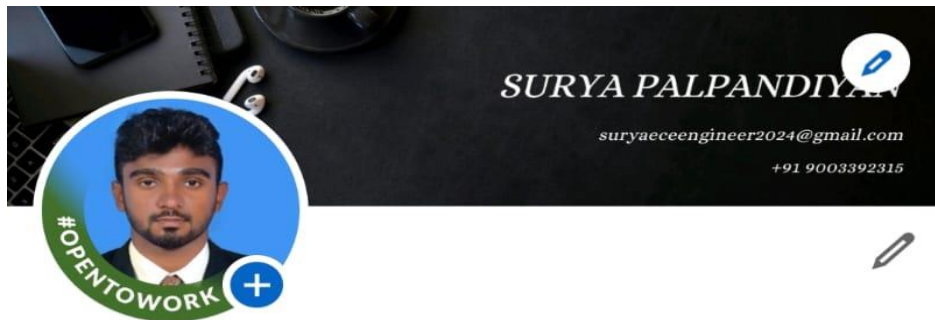 SURYA PALPANDIYAN
suryaeceengineer2024@gmail.com
+91 9003392315
#OPENTOWORK